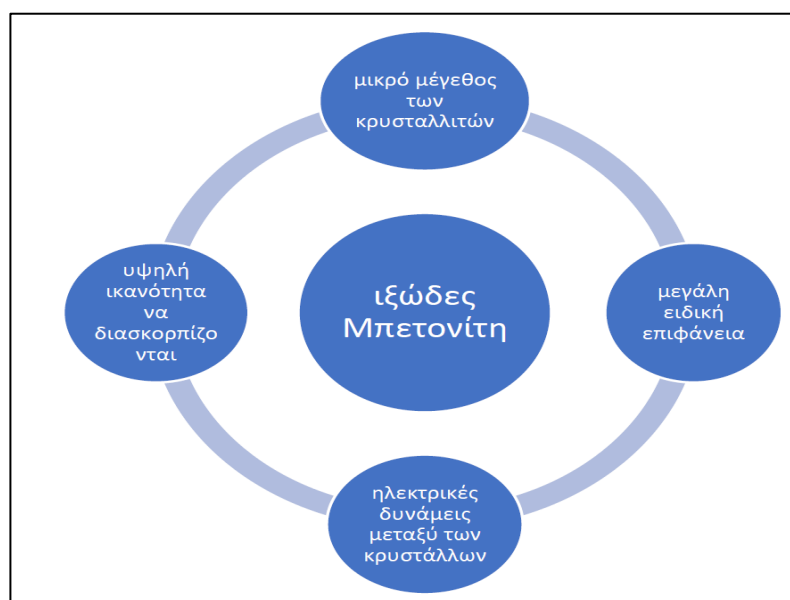 μικρό μέγεθος
των
κρυσταλλιτών
υψηλή
ικανότητα
να
διασκορπίζο
νται
ιξώδες
Μπετονίτη
μεγάλη
ειδική
επιφάνεια
ηλεκτρικές
δυνάμεις
μεταξύ των
κρυστάλλων